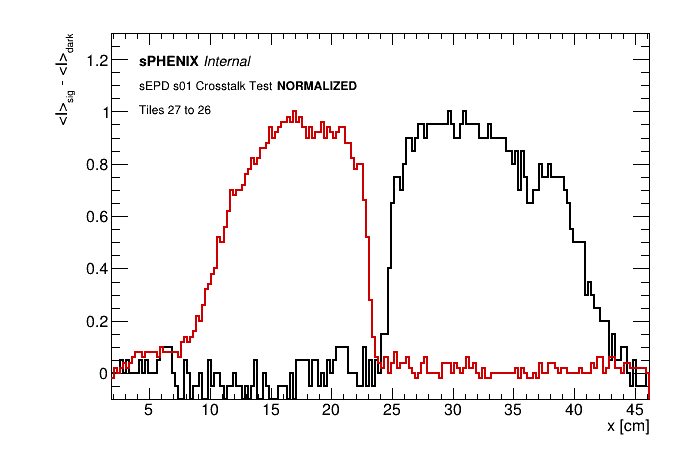 <I>sig - <I>dark
sPHENIX Internal
sEPD s01 Crosstalk Test NORMALIZED
Tiles 27 to 26
1.2
1
0.8
0.6
0.4
0.2
0
5 10 15 20 25 30 35 40 45
x [cm]